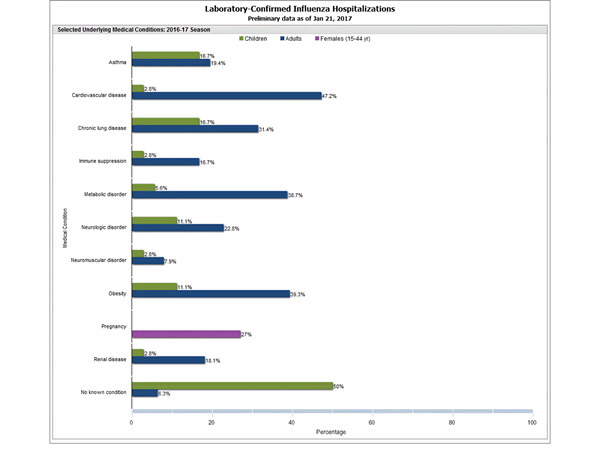 Laboratory-Confirmed Influenza Hospitalizations
Preliminary data as of Jan 21, 2017
Selected Underlying Medical Conditions: 2016-17 Season
Children Adults Females (15-44 yr)
Asthma 16.7% 19.4%
Cardiovascular disease 2.8% 47.2%
Chronic lung disease 16.7% 31.4%
Immune suppression 2.8% 16.7%
Metabolic disorder 5.6% 38.7%
Neurologic disorder 11.1% 22.8%
Neuromuscular disorder 2.8% 7.9%
Obesity 11.1% 39.3%
Pregnancy 27%
Renal disease 2.8% 18.1%
No known condition 50% 6.3%
Medical Condition
0 20 40 60 80 100
Percentage